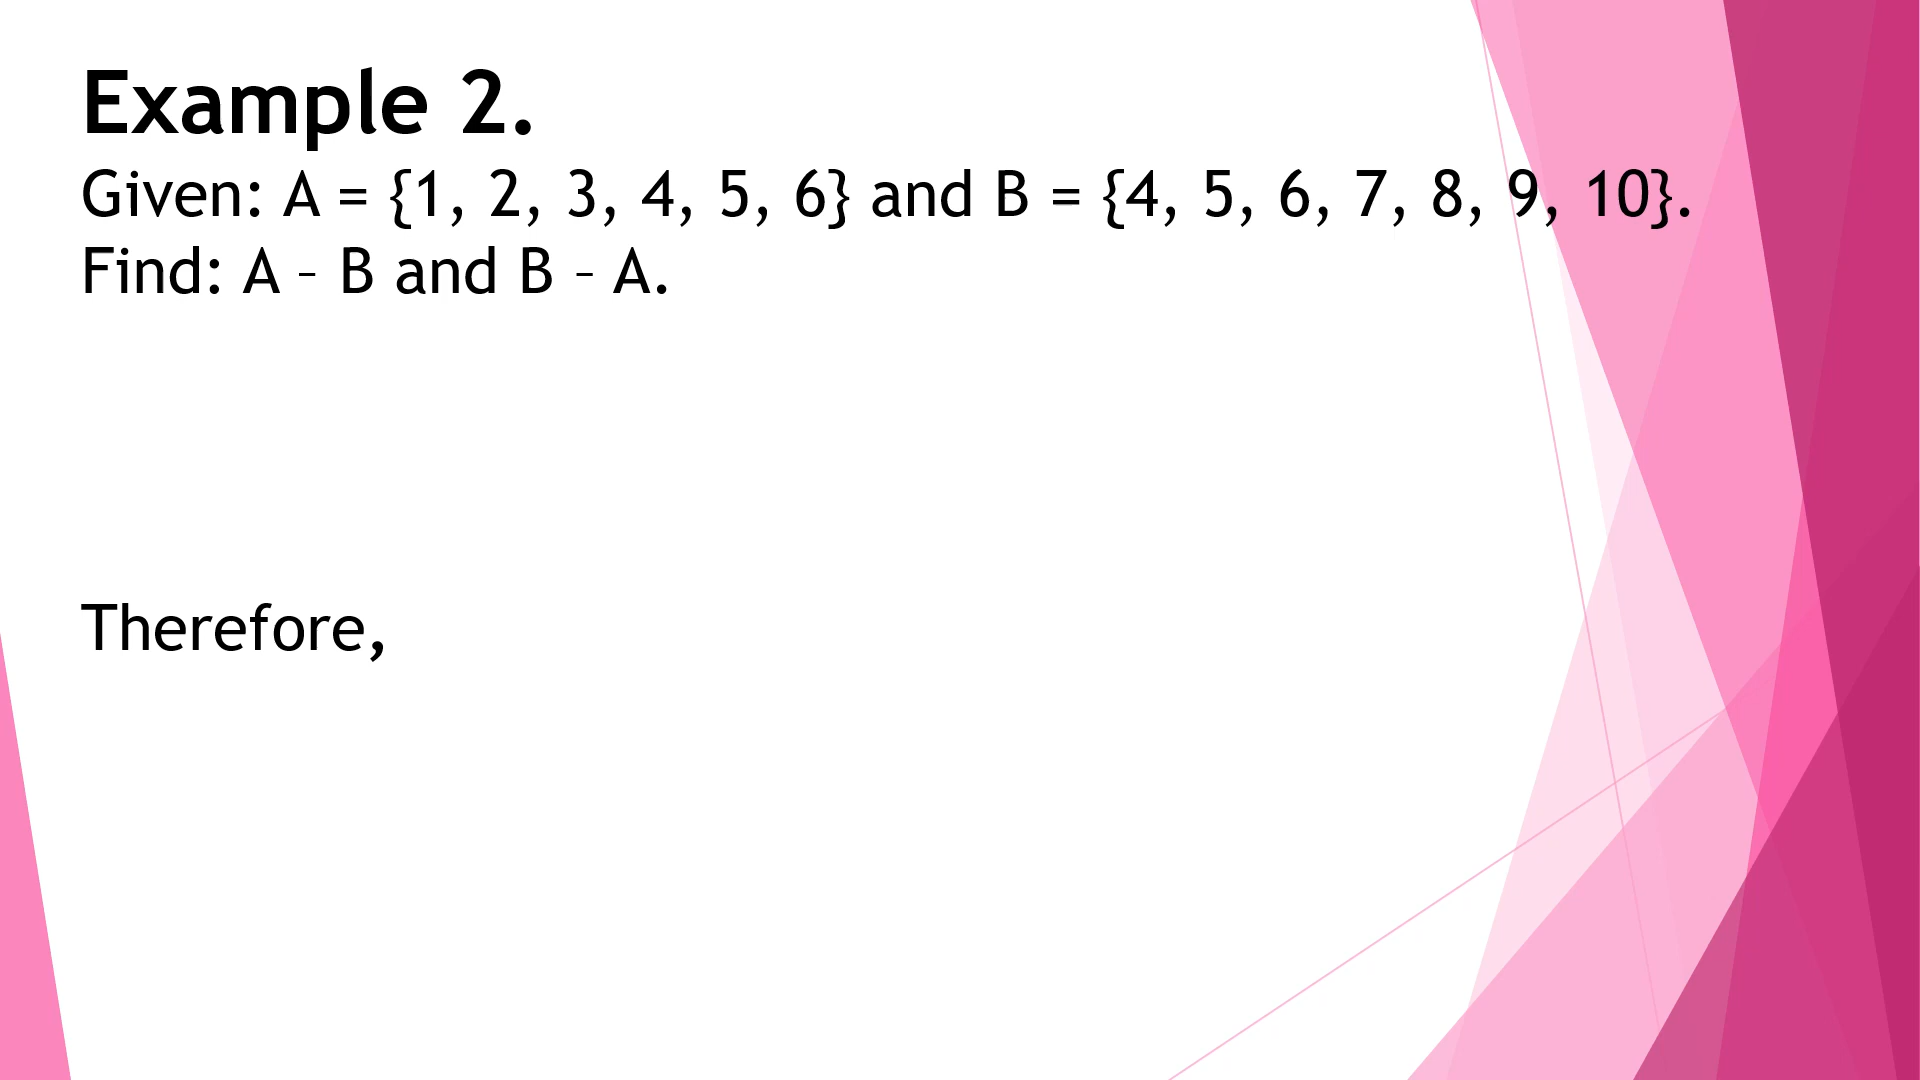 Example 2.
Given: A = {1, 2, 3, 4, 5, 6} and B = {4, 5, 6, 7, 8, 9, 10}.
Find: A – B and B – A.
Therefore,